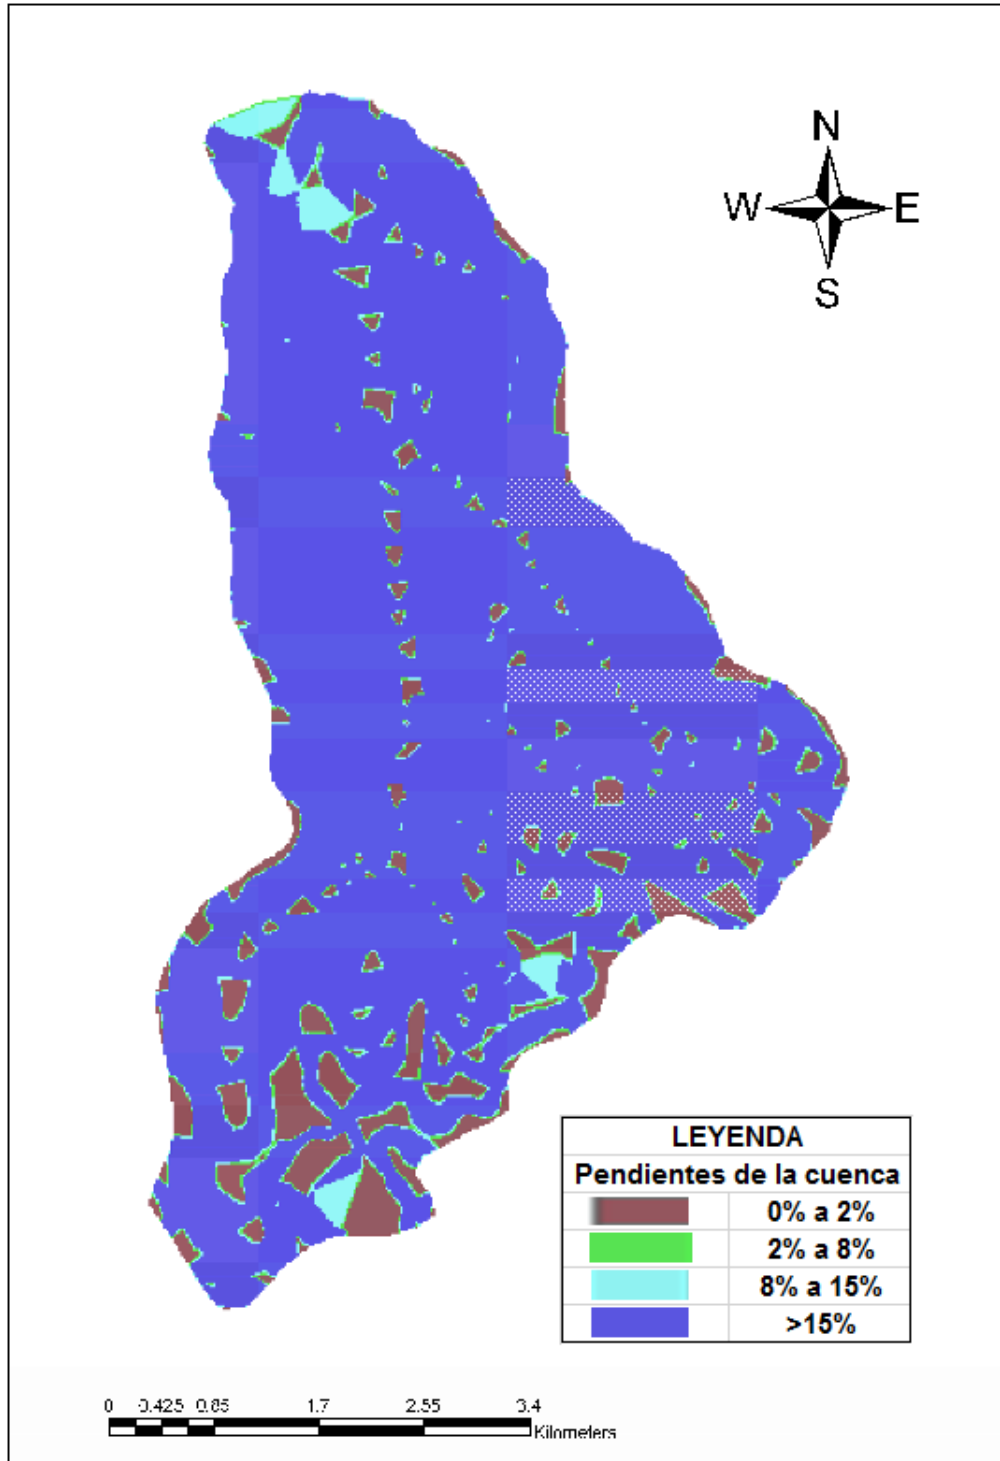 N
W E
S
LEYENDA
Pendientes de la cuenca
0% a 2%
2% a 8%
8% a 15%
>15%
0 0.425 0.85 1.7 2.55 3.4
Kilometers